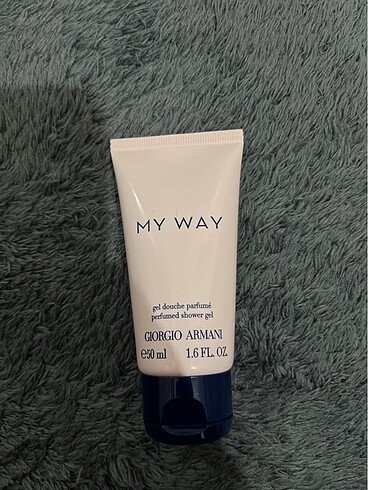 MY WAY
gel douche parfumé
perfumed shower gel
GIORGIO ARMANI
℮50 ml 1.6 FL. OZ.